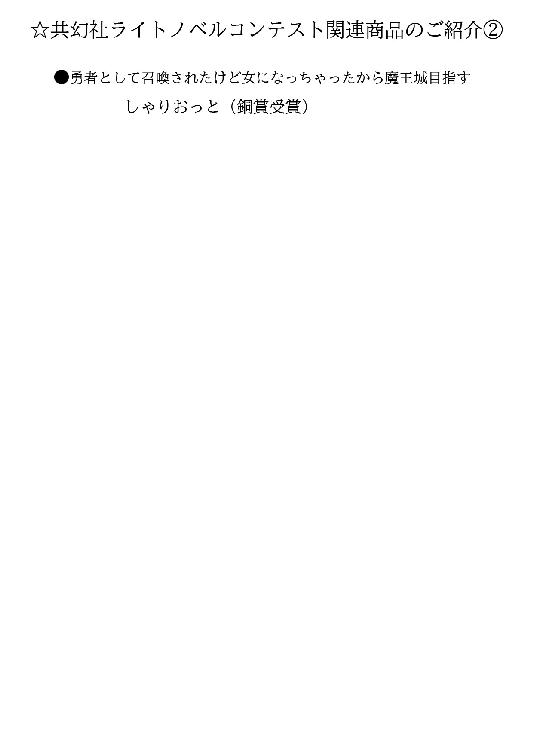 ☆共幻社ライトノベルコンテスト関連商品のご紹介②
●勇者として召喚されたけど女になっちゃったから魔王城目指す
しゃりおっと（銅賞受賞）